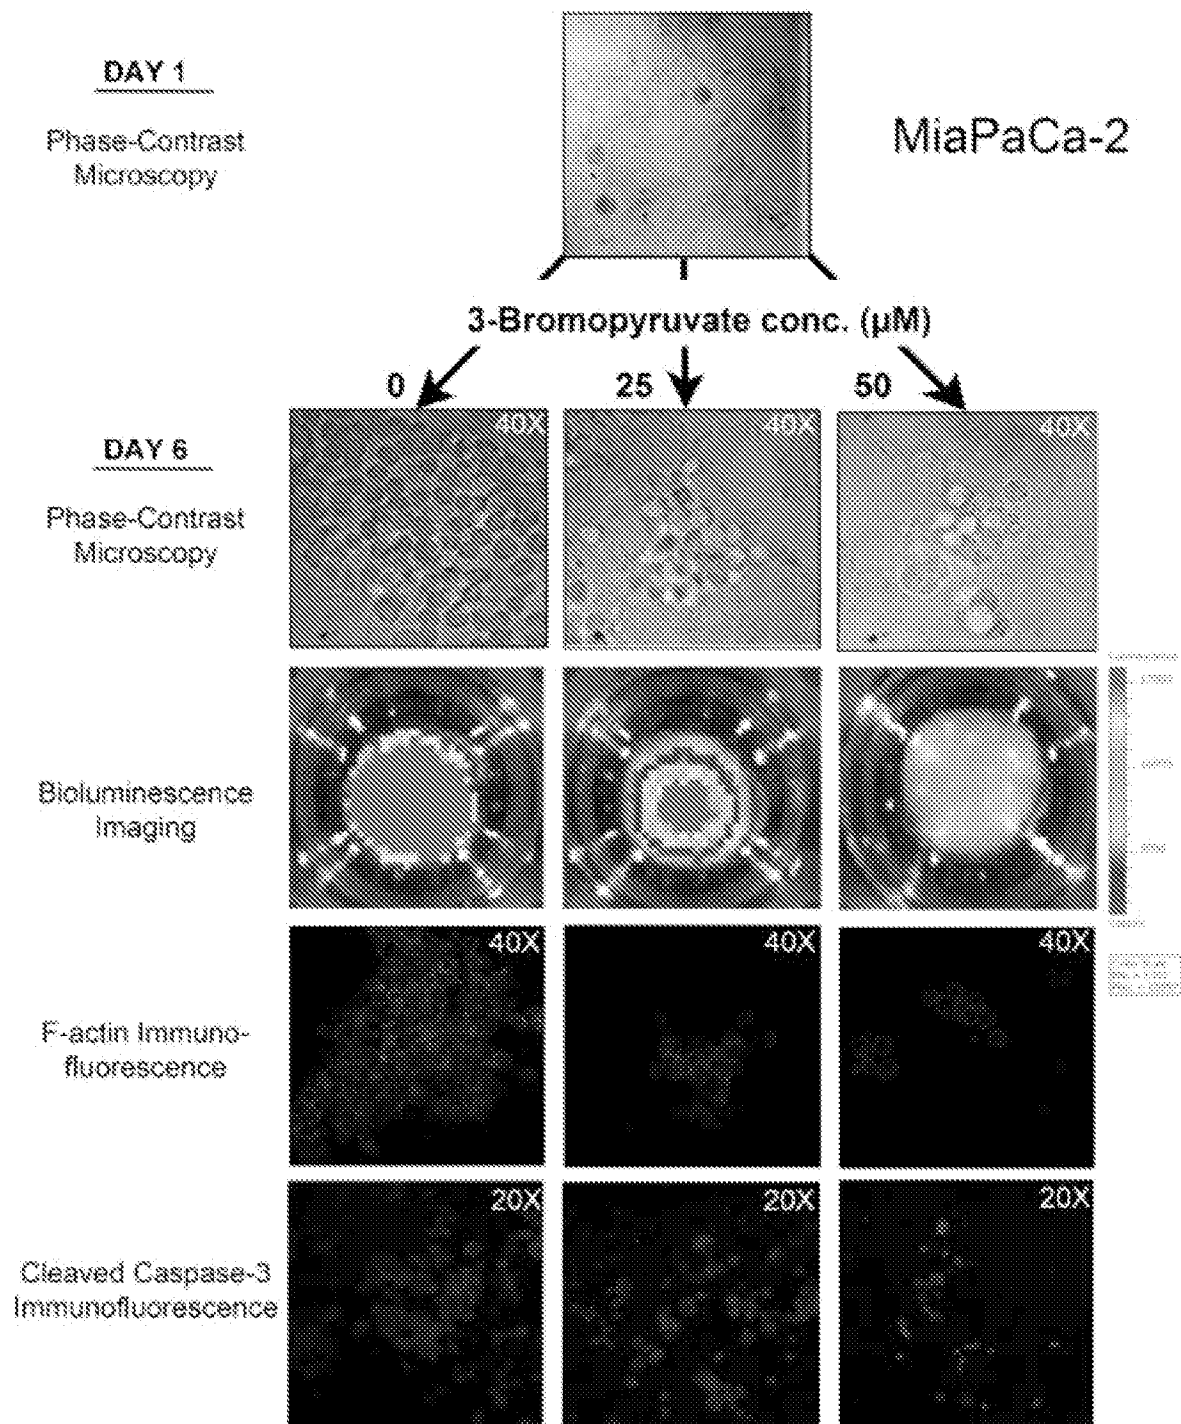 DAY 1
Phase-Contrast
Microscopy
MiaPaCa-2
3-Bromopyruvate conc. (µM)
0
25
50
DAY 6
Phase-Contrast
Microscopy
40X
40X
40X
Bioluminescence
Imaging
F-actin Immuno-
fluorescence
40X
40X
40X
Cleaved Caspase-3
Immunofluorescence
20X
20X
20X